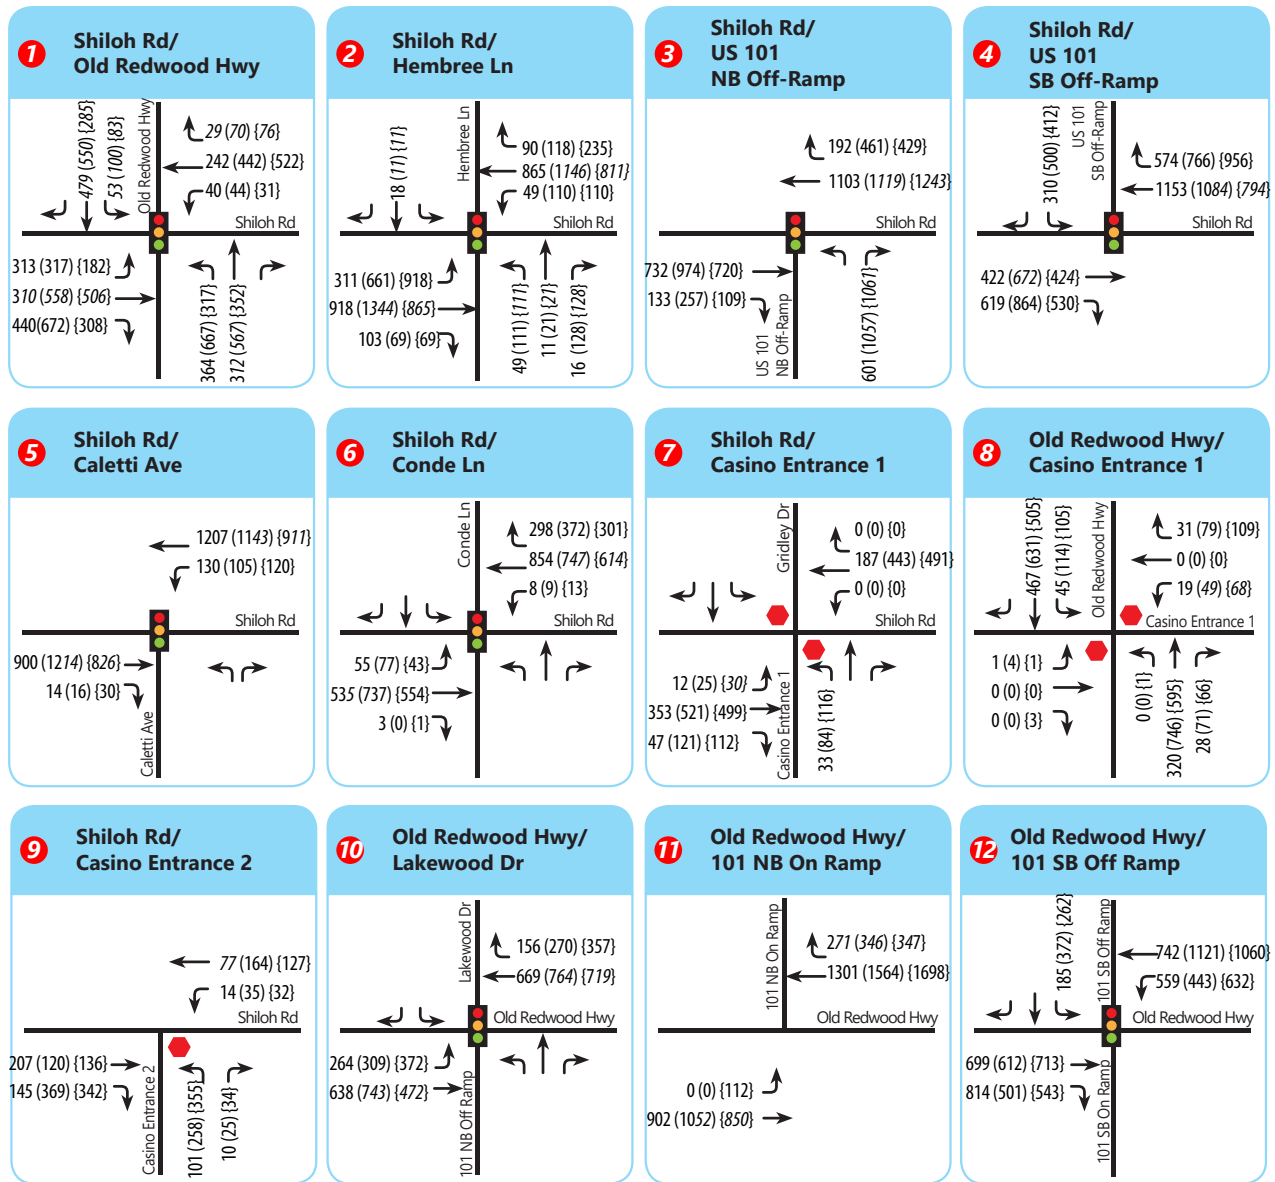 1
Shiloh Rd/
Old Redwood Hwy
479 (550) {285}
53 (100) {83}
Old Redwood Hwy
29 (70) {76}
242 (442) {522}
40 (44) {31}
Shiloh Rd
313 (317) {182}
310 (558) {506}
440(672) {308}
364 (667) {317}
312 (567) {352}
2
Shiloh Rd/
Hembree Ln
18 (11) {11}
Hembree Ln
90 (118) {235}
865 (1146) {811}
49 (110) {110}
Shiloh Rd
311 (661) {918}
918 (1344) {865}
103 (69) {69}
49 (111) {111}
11 (21) {21}
16 (128) {128}
3
Shiloh Rd/
US 101
NB Off-Ramp
192 (461) {429}
1103 (1119) {1243}
Shiloh Rd
732 (974) {720}
133 (257) {109}
US 101
NB Off-Ramp
601 (1057) {1061}
4
Shiloh Rd/
US 101
SB Off-Ramp
310 (500) {412}
US 101
SB Off-Ramp
574 (766) {956}
1153 (1084) {794}
Shiloh Rd
422 (672) {424}
619 (864) {530}
5
Shiloh Rd/
Caletti Ave
1207 (1143) {911}
130 (105) {120}
Shiloh Rd
900 (1214) {826}
14 (16) {30}
Caletti Ave
6
Shiloh Rd/
Conde Ln
Conde Ln
298 (372) {301}
854 (747) {614}
8 (9) {13}
Shiloh Rd
55 (77) {43}
535 (737) {554}
3 (0) {1}
7
Shiloh Rd/
Casino Entrance 1
Gridley Dr
0 (0) {0}
187 (443) {491}
0 (0) {0}
Shiloh Rd
12 (25) {30}
353 (521) {499}
47 (121) {112}
Casino Entrance 1
33 (84) {116}
8
Old Redwood Hwy/
Casino Entrance 1
467 (631) {505}
45 (114) {105}
Old Redwood Hwy
31 (79) {109}
0 (0) {0}
19 (49) {68}
Casino Entrance 1
1 (4) {1}
0 (0) {0}
0 (0) {3}
0 (0) {1}
320 (746) {595}
28 (71) {66}
9
Shiloh Rd/
Casino Entrance 2
77 (164) {127}
14 (35) {32}
Shiloh Rd
207 (120) {136}
145 (369) {342}
Casino Entrance 2
101 (258) {355}
10 (25) {34}
10
Old Redwood Hwy/
Lakewood Dr
Lakewood Dr
156 (270) {357}
669 (764) {719}
Old Redwood Hwy
264 (309) {372}
638 (743) {472}
101 NB Off Ramp
11
Old Redwood Hwy/
101 NB On Ramp
101 NB On Ramp
271 (346) {347}
1301 (1564) {1698}
Old Redwood Hwy
0 (0) {112}
902 (1052) {850}
12
Old Redwood Hwy/
101 SB Off Ramp
185 (372) {262}
101 SB Off Ramp
742 (1121) {1060}
559 (443) {632}
Old Redwood Hwy
699 (612) {713}
814 (501) {543}
101 SB On Ramp